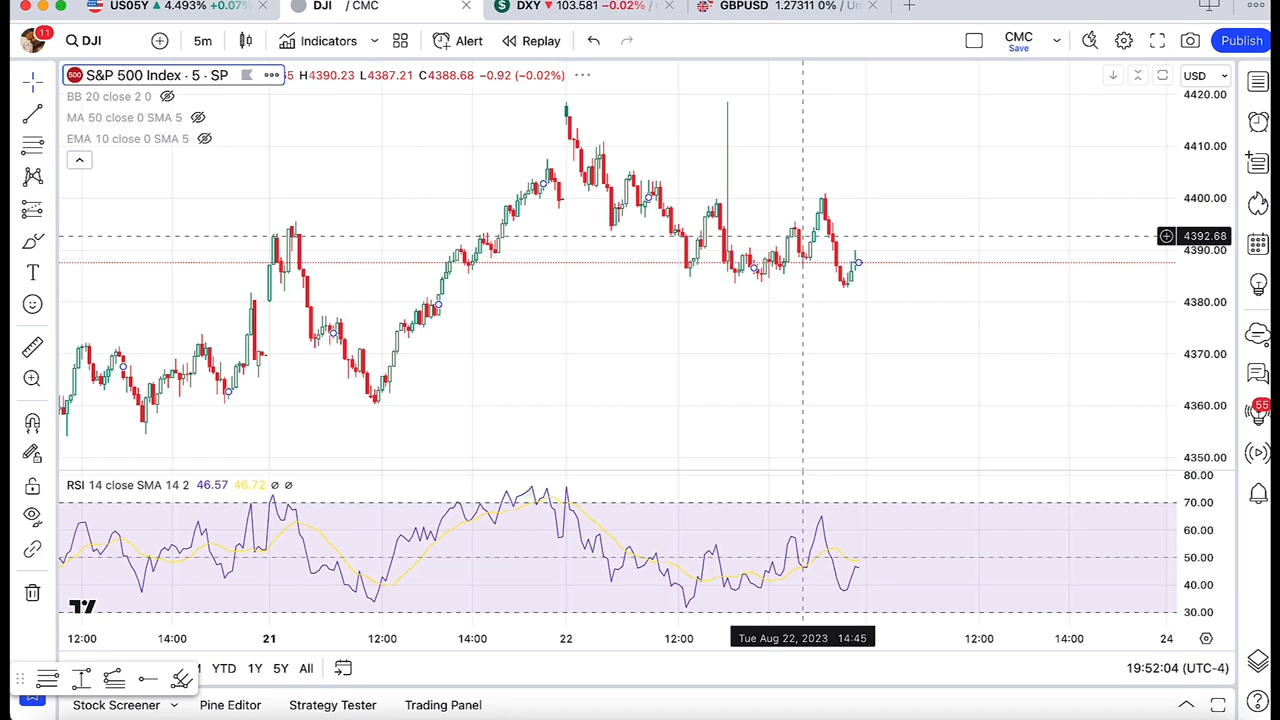 US05Y 4.493% +0.07% DJI / CMC DXY 103.581 −0.02% / GBPUSD 1.27311 0% / Un
11 DJI 5m Indicators Alert Replay CMC Save Publish
500 S&P 500 Index · 5 · SP H4390.23 L4387.21 C4388.68 −0.92 (−0.02%) USD
BB 20 close 2 0
MA 50 close 0 SMA 5
EMA 10 close 0 SMA 5
4420.00
4410.00
4400.00
4392.68
4390.00
4380.00
4370.00
4360.00
4350.00
55
RSI 14 close SMA 14 2 46.57 46.72 ∅ ∅
80.00
70.00
60.00
50.00
40.00
30.00
12:00 14:00 21 12:00 14:00 22 12:00 Tue Aug 22, 2023 14:45 12:00 14:00 24
YTD 1Y 5Y All 19:52:04 (UTC-4)
Stock Screener Pine Editor Strategy Tester Trading Panel